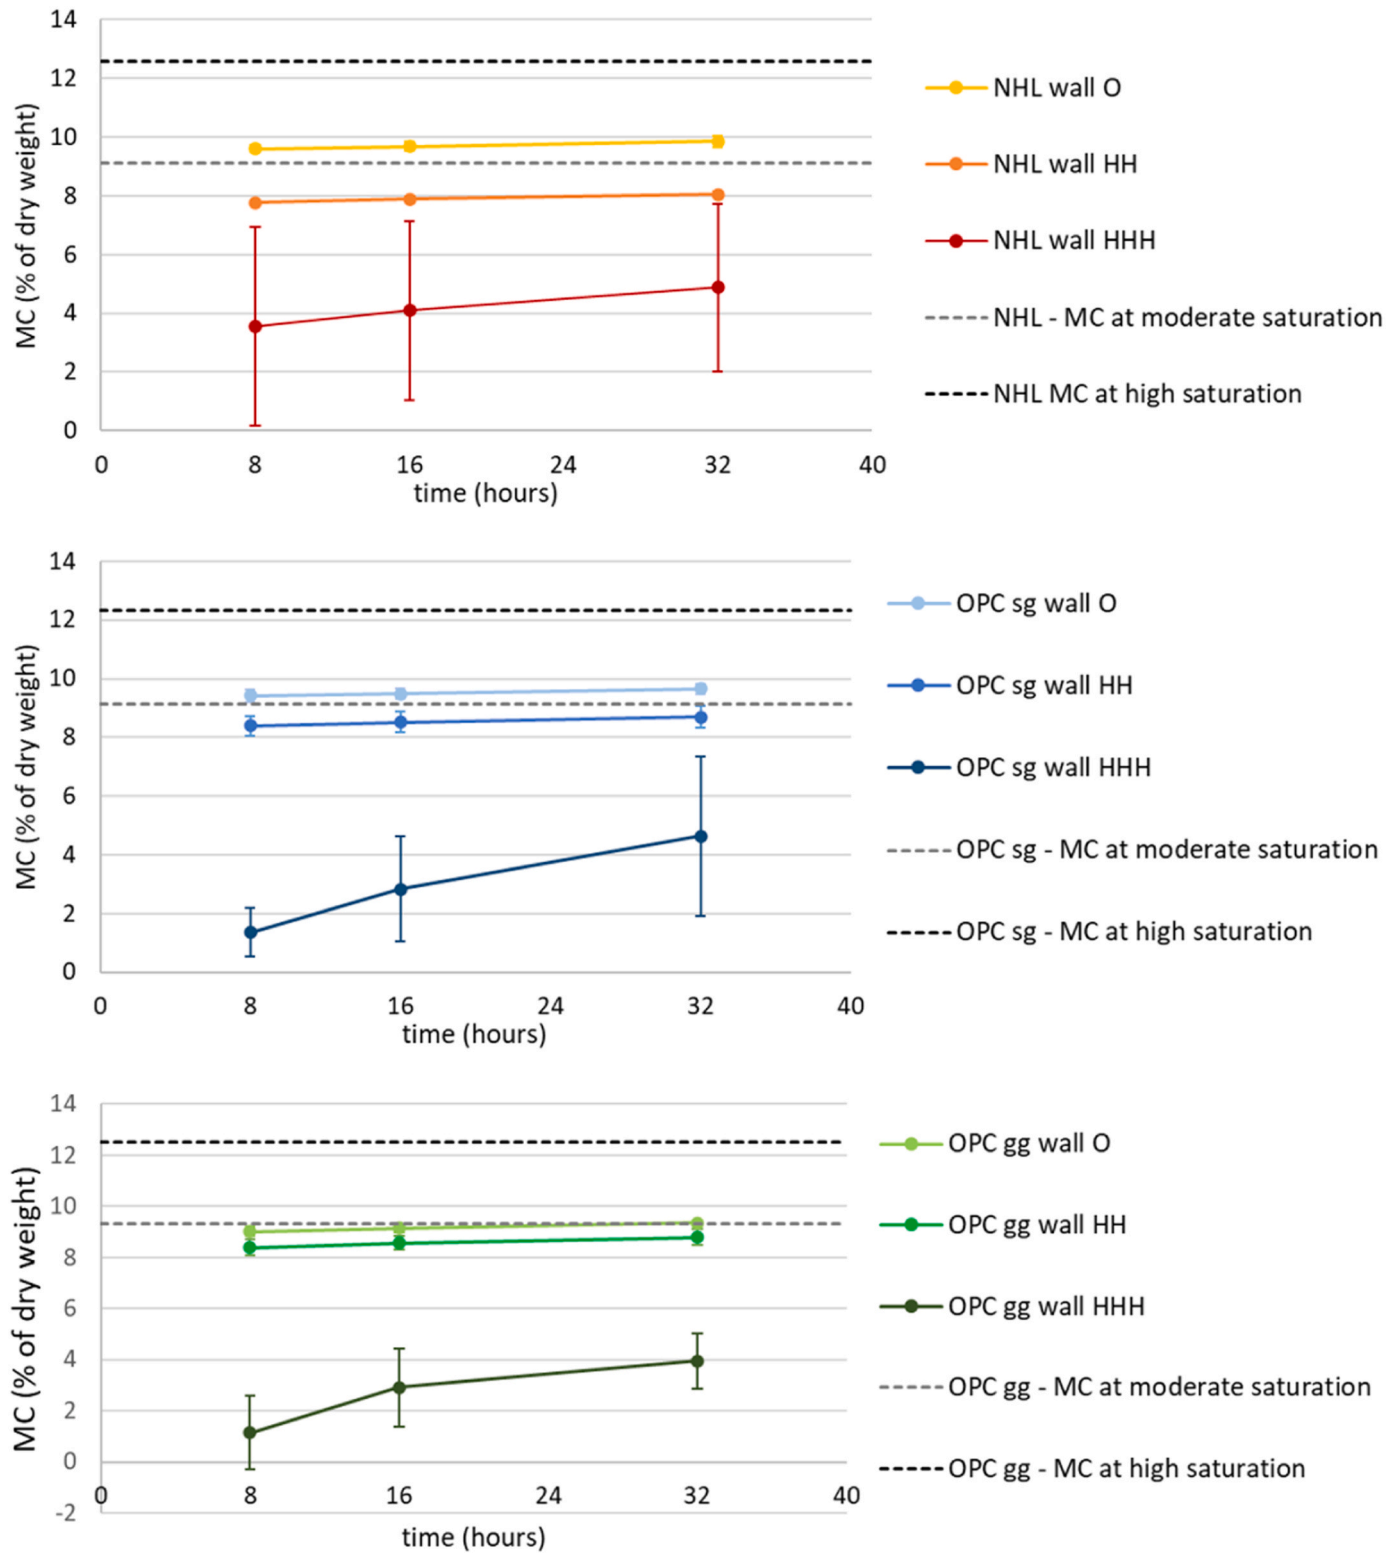 14
12
10
8
6
4
2
0
MC (% of dry weight)
0 8 16 24 32 40
time (hours)
NHL wall O
NHL wall HH
NHL wall HHH
NHL - MC at moderate saturation
NHL MC at high saturation
14
12
10
8
6
4
2
0
MC (% of dry weight)
0 8 16 24 32 40
time (hours)
OPC sg wall O
OPC sg wall HH
OPC sg wall HHH
OPC sg - MC at moderate saturation
OPC sg - MC at high saturation
14
12
10
8
6
4
2
0
-2
MC (% of dry weight)
0 8 16 24 32 40
time (hours)
OPC gg wall O
OPC gg wall HH
OPC gg wall HHH
OPC gg - MC at moderate saturation
OPC gg - MC at high saturation